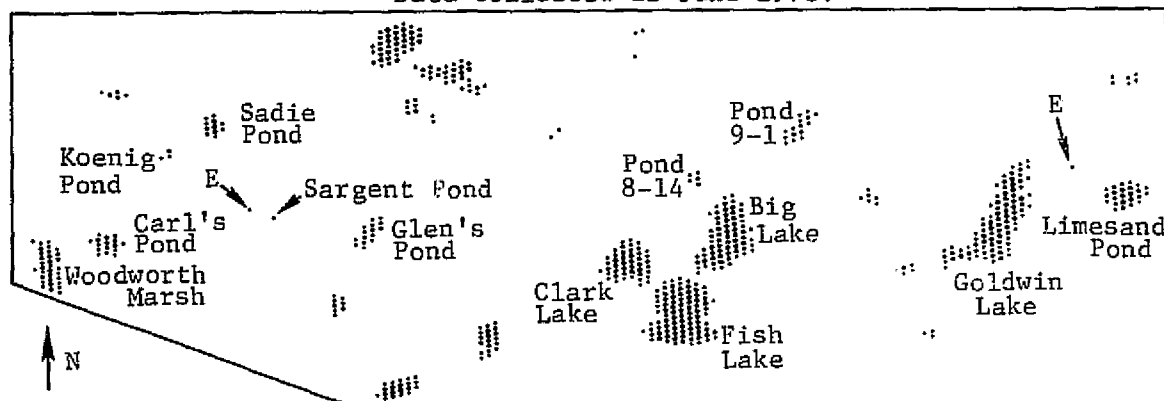 Sadie
Pond
Koenig
Pond
E
Sargent Pond
Carl's
Pond
Woodworth
Marsh
Glen's
Pond
Pond
9-1
Pond
8-14
Big
Lake
Clark
Lake
Fish
Lake
E
Limesand
Pond
Goldwin
Lake
N